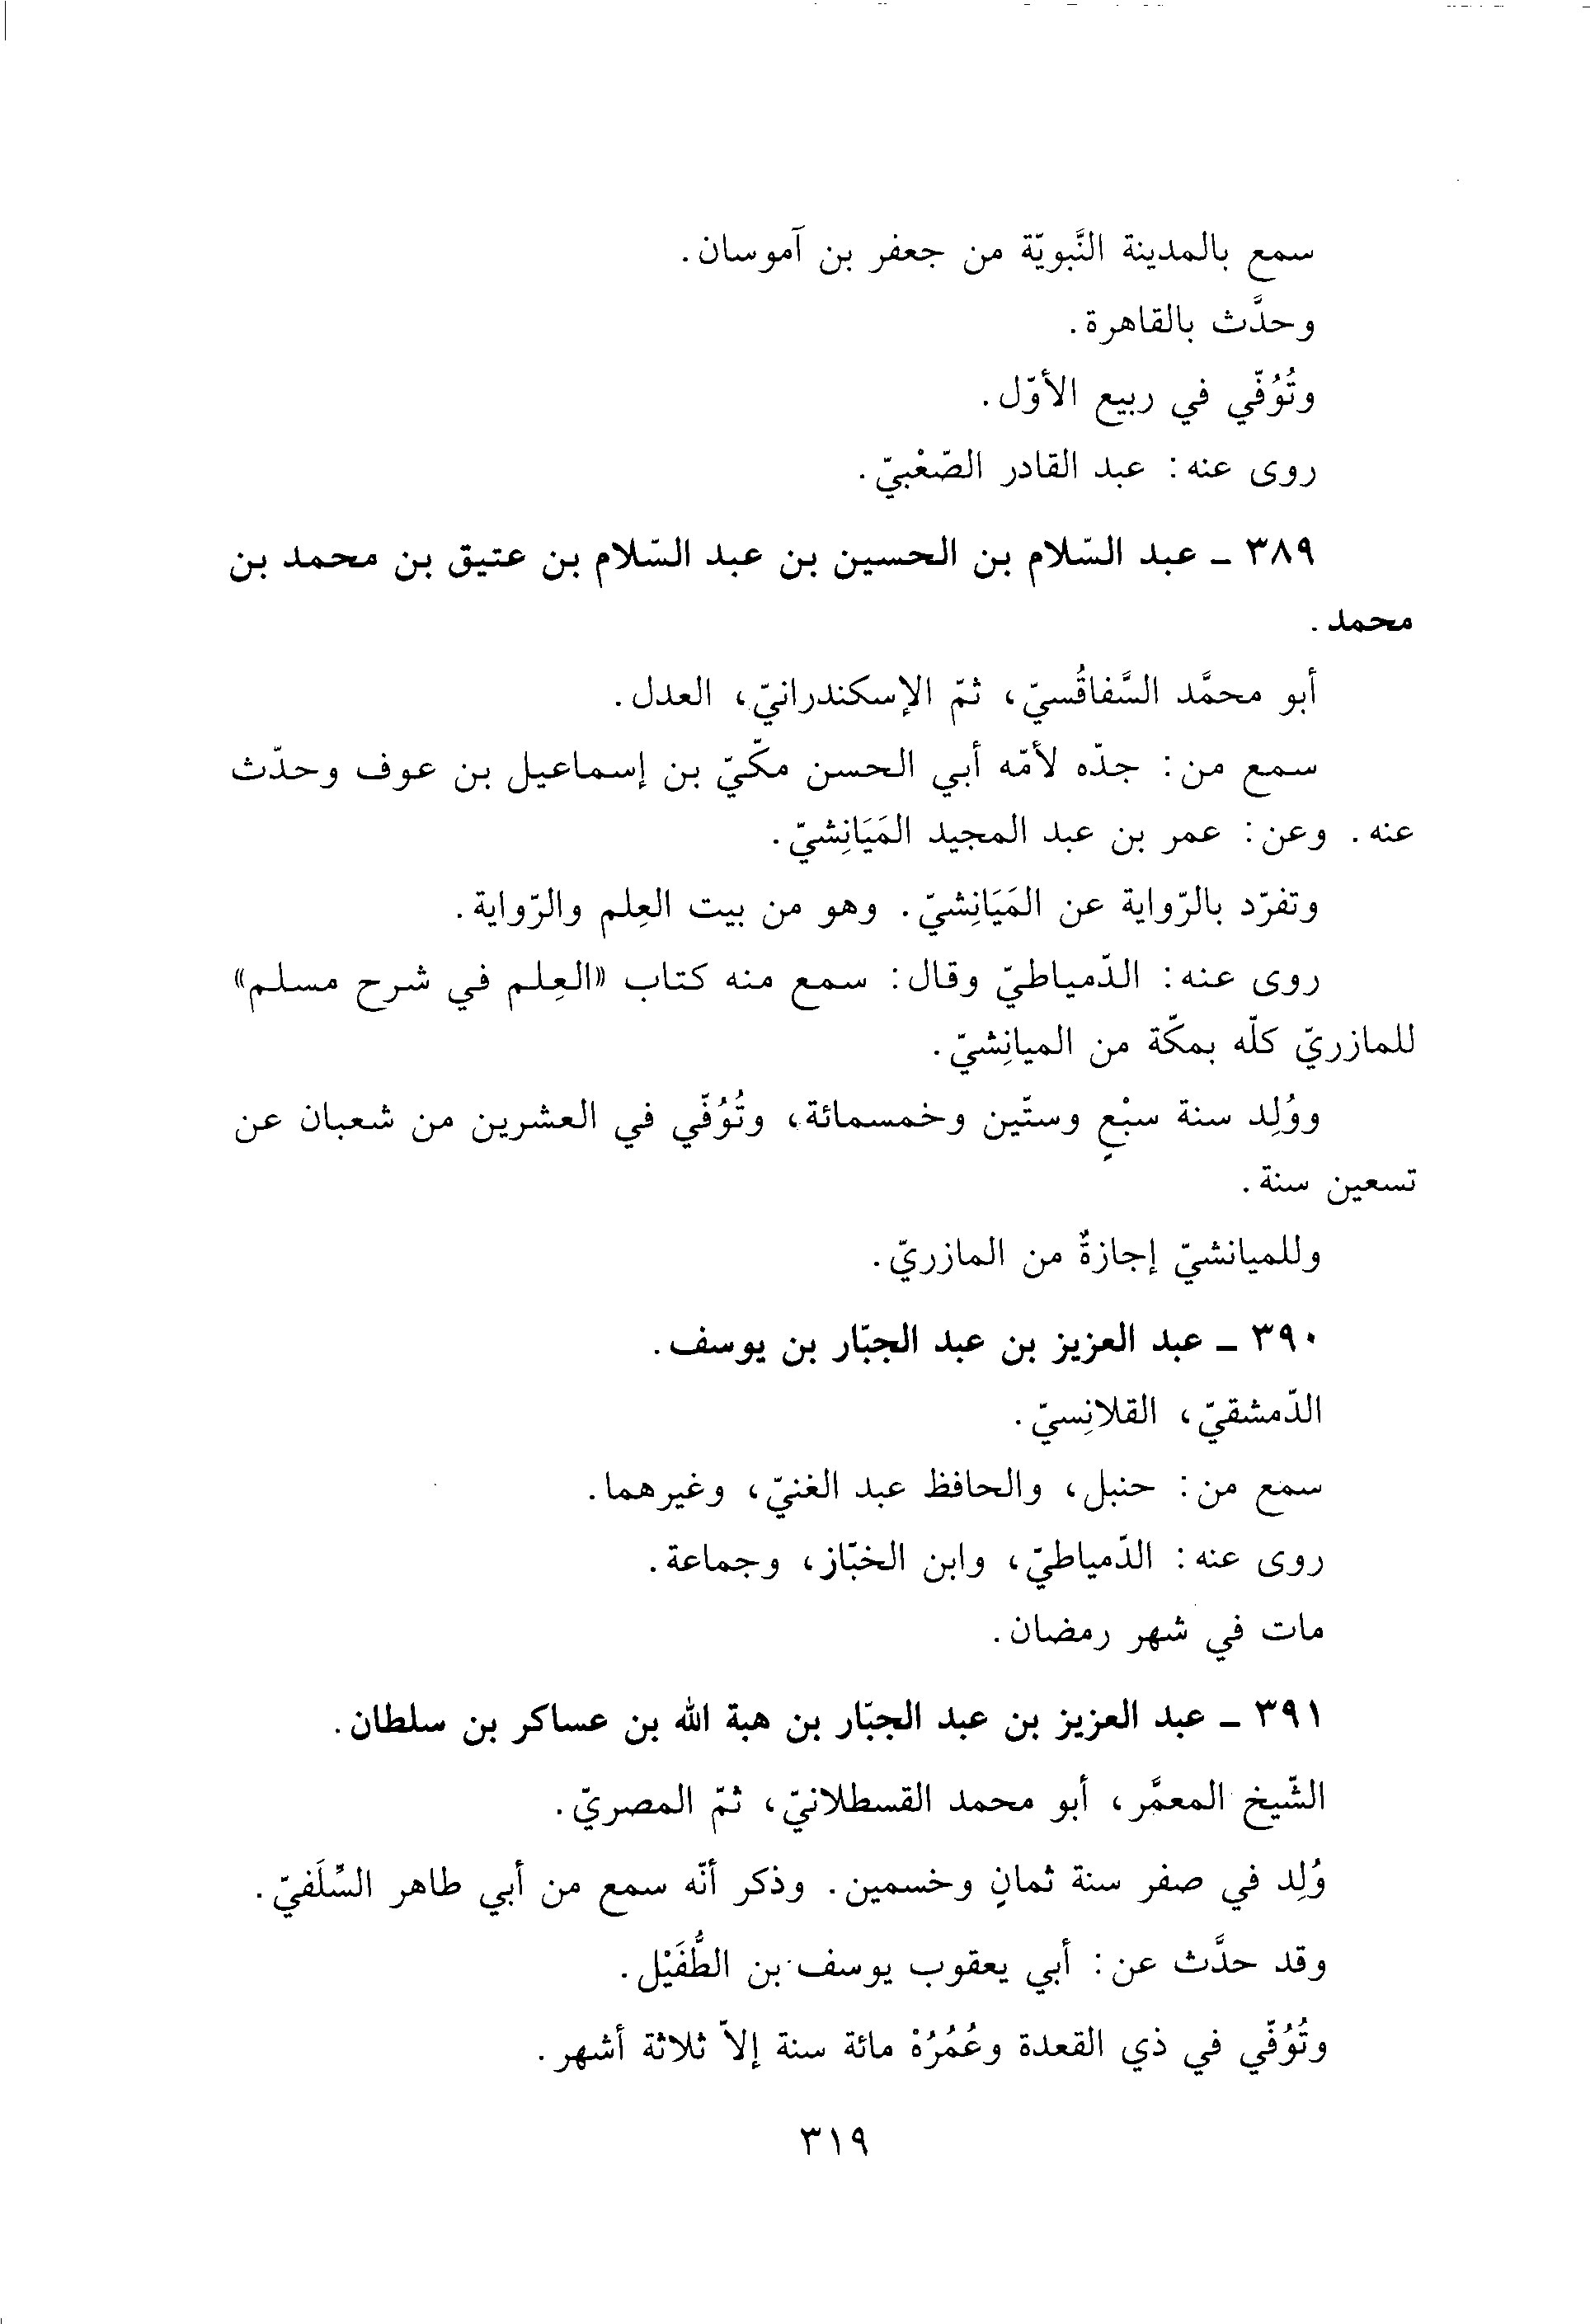 سمع بالمدينة النَّبويّة من جعفر بن آموسان.
وحدَّث بالقاهرة.
وتُوُفّي في ربيع الأوّل.
روى عنه: عبد القادر الصّعْبيّ.
٣٨٩ ـ عبد السّلام بن الحسين بن عبد السّلام بن عتيق بن محمد بن
محمد.
أبو محمَّد السَّفاقُسيّ، ثمّ الإسكندرانيّ، العدل.
سمع من: جدّه لأمّه أبي الحسن مكّيّ بن إسماعيل بن عوف وحدّث
عنه. وعن: عمر بن عبد المجيد المَيَانِشيّ.
وتفرّد بالرّواية عن المَيَانِشيّ. وهو من بيت العِلم والرّواية.
روى عنه: الدّمياطيّ وقال: سمع منه كتاب «العِلم في شرح مسلم»
للمازريّ كلّه بمكّة من الميانِشيّ.
ووُلِد سنة سبْعٍ وستّين وخمسمائة، وتُوُفّي في العشرين من شعبان عن
تسعين سنة.
وللميانشيّ إجازةٌ من المازريّ.
٣٩٠ ـ عبد العزيز بن عبد الجبّار بن يوسف.
الدّمشقيّ، القلانِسيّ.
سمع من: حنبل، والحافظ عبد الغنيّ، وغيرهما.
روى عنه: الدّمياطيّ، وابن الخبّاز، وجماعة.
مات في شهر رمضان.
٣٩١ ـ عبد العزيز بن عبد الجبّار بن هبة الله بن عساكر بن سلطان.
الشّيخ المعمَّر، أبو محمد القسطلانيّ، ثمّ المصريّ.
وُلِد في صفر سنة ثمانٍ وخسمين. وذكر أنّه سمع من أبي طاهر السِّلَفيّ.
وقد حدَّث عن: أبي يعقوب يوسف بن الطُّفَيْل.
وتُوُفّي في ذي القعدة وعُمُرُهْ مائة سنة إلاّ ثلاثة أشهر.
٣١٩